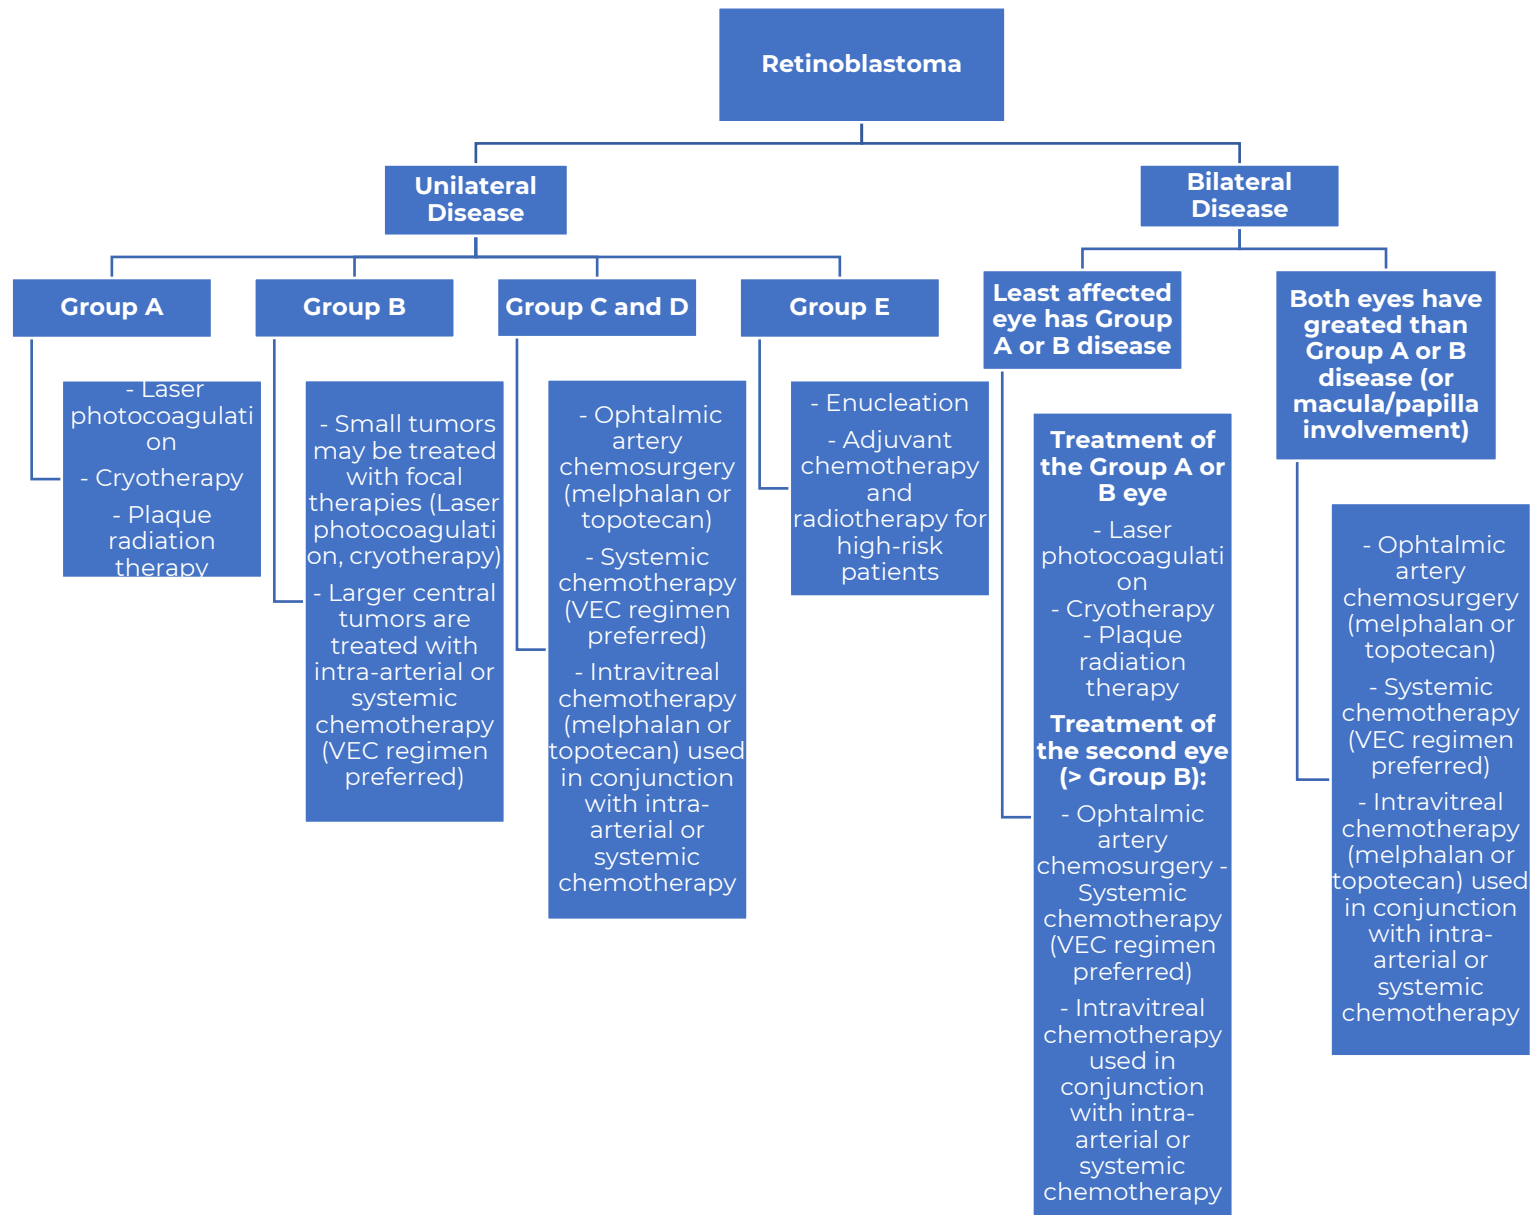 Retinoblastoma
Unilateral
Disease
Bilateral
Disease
Group A
Group B
Group C and D
Group E
Least affected
eye has Group
A or B disease
Both eyes have
greated than
Group A or B
disease (or
macula/papilla
involvement)
- Laser
photocoagulati
on
- Cryotherapy
- Plaque
radiation
therapy
- Small tumors
may be treated
with focal
therapies (Laser
photocoagulati
on, cryotherapy)
- Larger central
tumors are
treated with
intra-arterial or
systemic
chemotherapy
(VEC regimen
preferred)
- Ophtalmic
artery
chemosurgery
(melphalan or
topotecan)
- Systemic
chemotherapy
(VEC regimen
preferred)
- Intravitreal
chemotherapy
(melphalan or
topotecan) used
in conjunction
with intra-
arterial or
systemic
chemotherapy
- Enucleation
- Adjuvant
chemotherapy
and
radiotherapy for
high-risk
patients
Treatment of
the Group A or
B eye
- Laser
photocoagulati
on
- Cryotherapy
- Plaque
radiation
therapy
Treatment of
the second eye
(> Group B):
- Ophtalmic
artery
chemosurgery -
Systemic
chemotherapy
(VEC regimen
preferred)
- Intravitreal
chemotherapy
used in
conjunction
with intra-
arterial or
systemic
chemotherapy
- Ophtalmic
artery
chemosurgery
(melphalan or
topotecan)
- Systemic
chemotherapy
(VEC regimen
preferred)
- Intravitreal
chemotherapy
(melphalan or
topotecan) used
in conjunction
with intra-
arterial or
systemic
chemotherapy